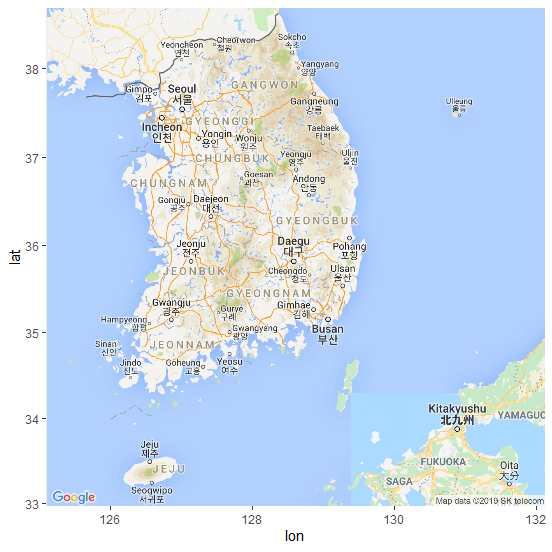 Sokcho
속초
Cheorwon
철원
Yeoncheon
연천
Yangyang
양양
38
GANGWON
Gimpo
김포
Seoul
서울
Gangneung
강릉
Ulleung
울릉
Incheon
인천
GYEONGGI
Taebaek
태백
Yongin
용인
Wonju
원주
37
CHUNGBUK
Yeongju
영주
Uljin
울진
Goesan
괴산
CHUNGNAM
Andong
안동
Gongju
공주
Daejeon
대전
GYEONGBUK
36
Jeonju
전주
Daegu
대구
Pohang
포항
lat
JEONBUK
Cheongdo
청도
Ulsan
울산
GYEONGNAM
Gwangju
광주
Gurye
구례
Gimhae
김해
35
Hampyeong
함평
Gwangyang
광양
Busan
부산
Sinan
신안
JEONNAM
Jindo
진도
Goheung
고흥
Yeosu
여수
34
Kitakyushu
北九州
YAMAGUC
Jeju
제주
JEJU
FUKUOKA
Oita
大分
SAGA
Seogwipo
서귀포
33
Google
Map data ©2019 SK telecom
126
128
130
132
lon